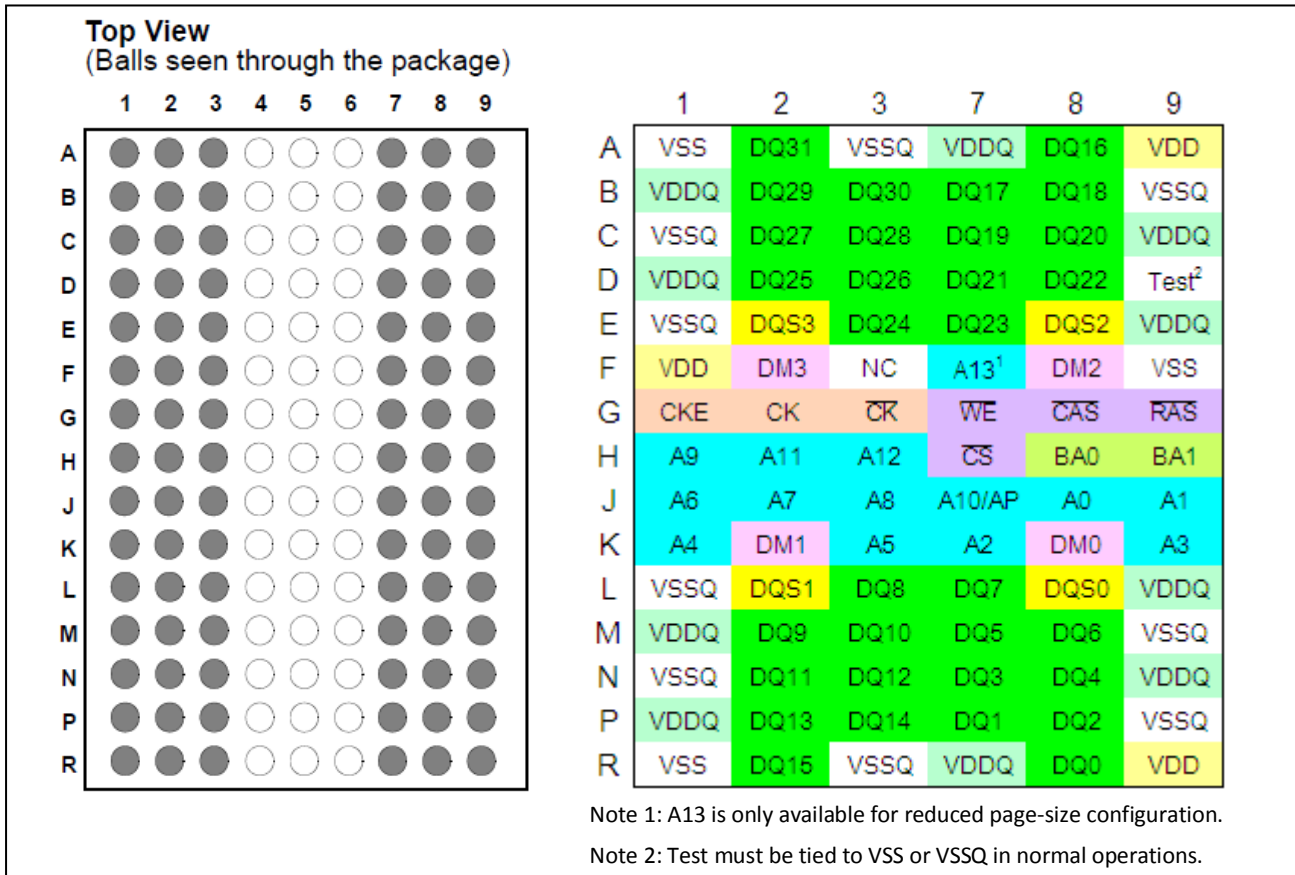 Top View
(Balls seen through the package)
1 2 3 4 5 6 7 8 9
A
B
C
D
E
F
G
H
J
K
L
M
N
P
R
1 2 3 7 8 9
A VSS DQ31 VSSQ VDDQ DQ16 VDD
B VDDQ DQ29 DQ30 DQ17 DQ18 VSSQ
C VSSQ DQ27 DQ28 DQ19 DQ20 VDDQ
D VDDQ DQ25 DQ26 DQ21 DQ22 Test²
E VSSQ DQS3 DQ24 DQ23 DQS2 VDDQ
F VDD DM3 NC A13¹ DM2 VSS
G CKE CK C̅K̅ W̅E̅ C̅A̅S̅ R̅A̅S̅
H A9 A11 A12 C̅S̅ BA0 BA1
J A6 A7 A8 A10/AP A0 A1
K A4 DM1 A5 A2 DM0 A3
L VSSQ DQS1 DQ8 DQ7 DQS0 VDDQ
M VDDQ DQ9 DQ10 DQ5 DQ6 VSSQ
N VSSQ DQ11 DQ12 DQ3 DQ4 VDDQ
P VDDQ DQ13 DQ14 DQ1 DQ2 VSSQ
R VSS DQ15 VSSQ VDDQ DQ0 VDD
Note 1: A13 is only available for reduced page-size configuration.
Note 2: Test must be tied to VSS or VSSQ in normal operations.